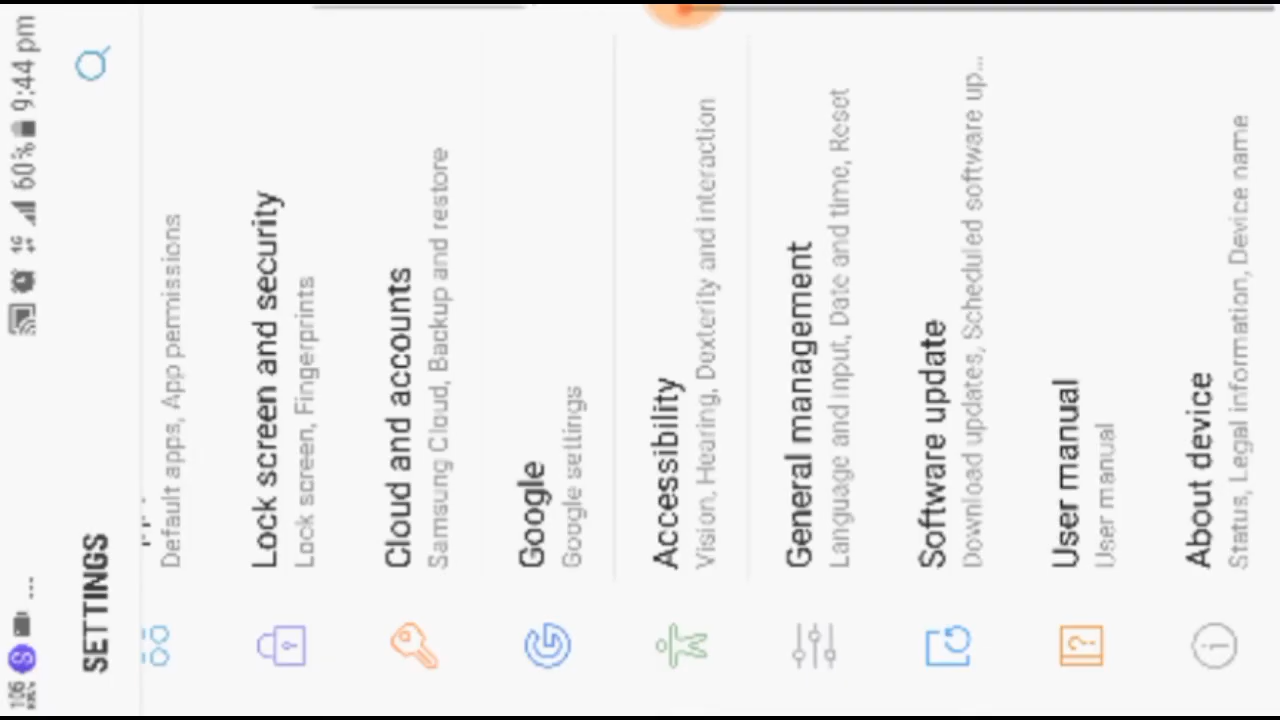 106
S
...
4G
60% 9:44 pm
SETTINGS
Default apps, App permissions
Lock screen and security
Lock screen, Fingerprints
Cloud and accounts
Samsung Cloud, Backup and restore
Google
Google settings
Accessibility
Vision, Hearing, Dexterity and interaction
General management
Language and input, Date and time, Reset
Software update
Download updates, Scheduled software up...
User manual
User manual
About device
Status, Legal information, Device name